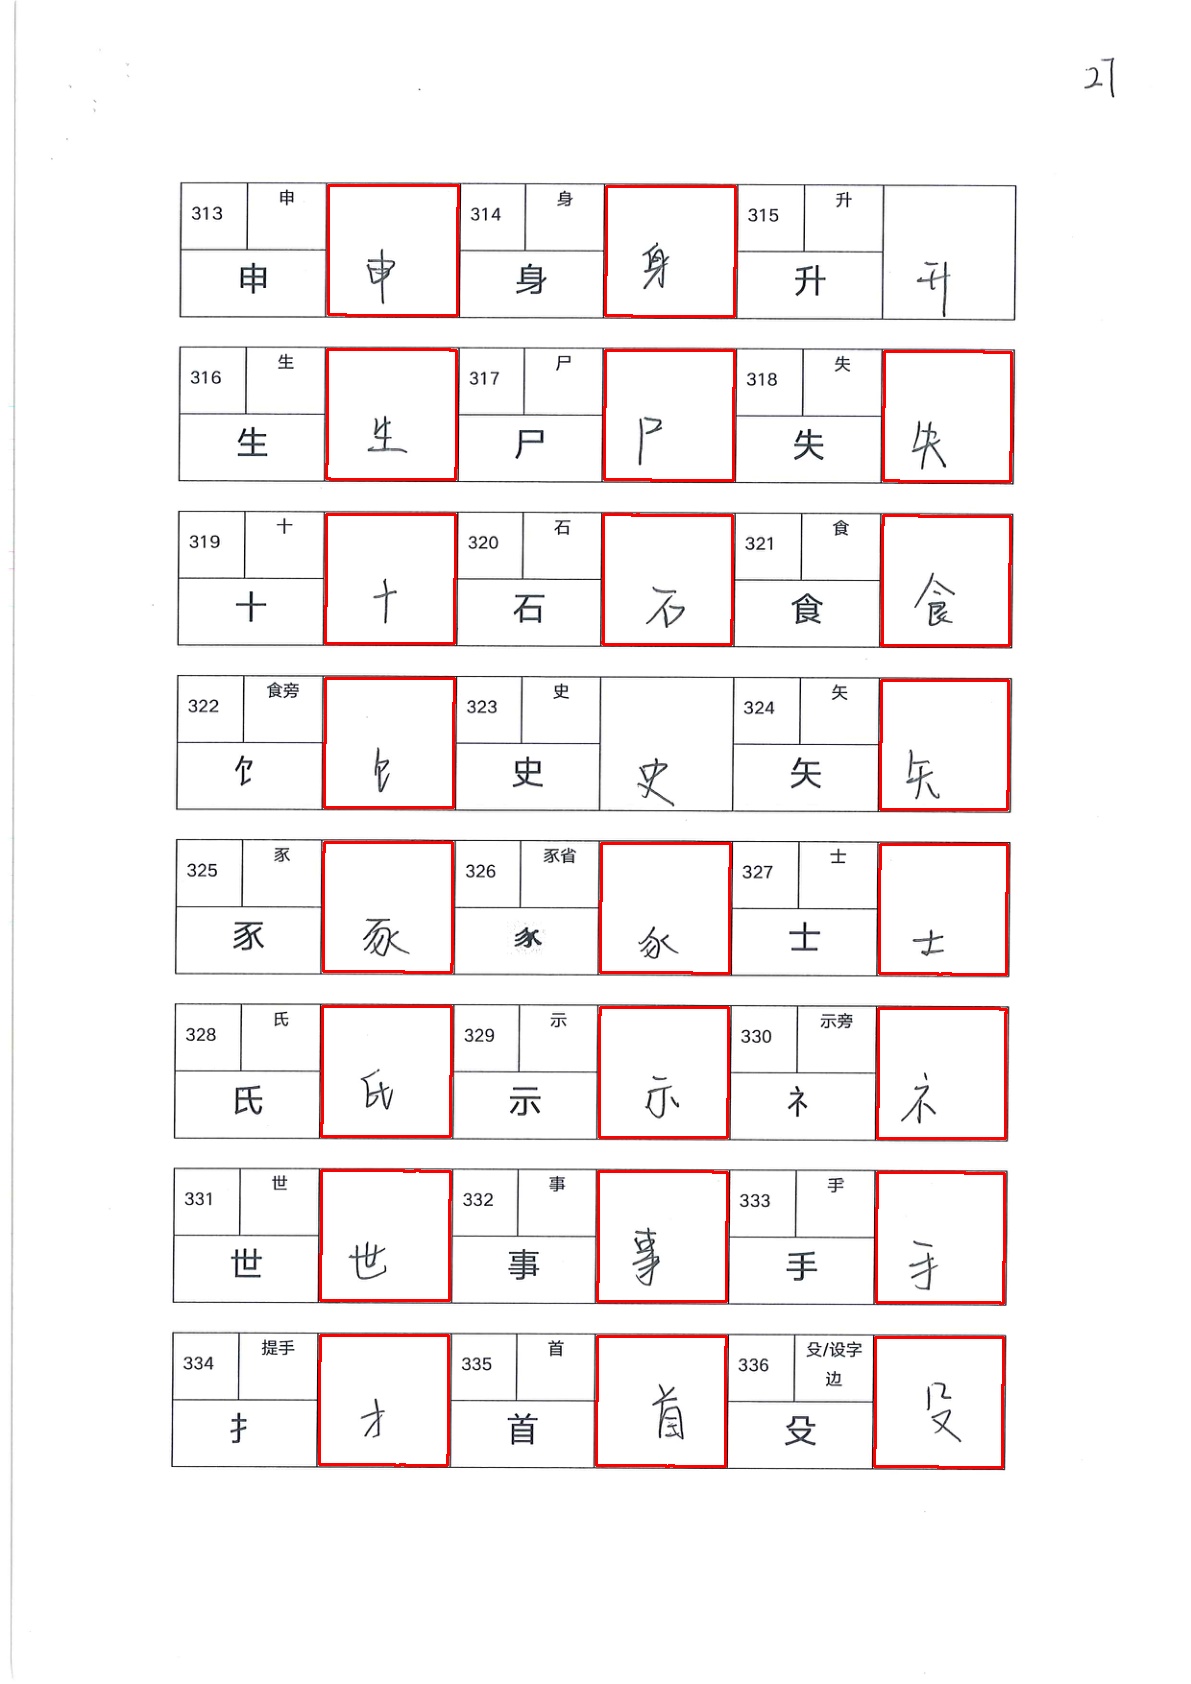 27
313 申 申 申 314 身 身 身 315 升 升 升
316 生 生 生 317 尸 尸 尸 318 失 失 失
319 十 十 十 320 石 石 石 321 食 食 食
322 食旁 饣 饣 323 史 史 史 324 矢 矢 矢
325 豕 豕 豕 326 豕省 327 士 士 士
328 氏 氏 氏 329 示 示 示 330 示旁 礻 礻
331 世 世 世 332 事 事 事 333 手 手 手
334 提手 扌 扌 335 首 首 首 336 殳/设字
边
殳 殳